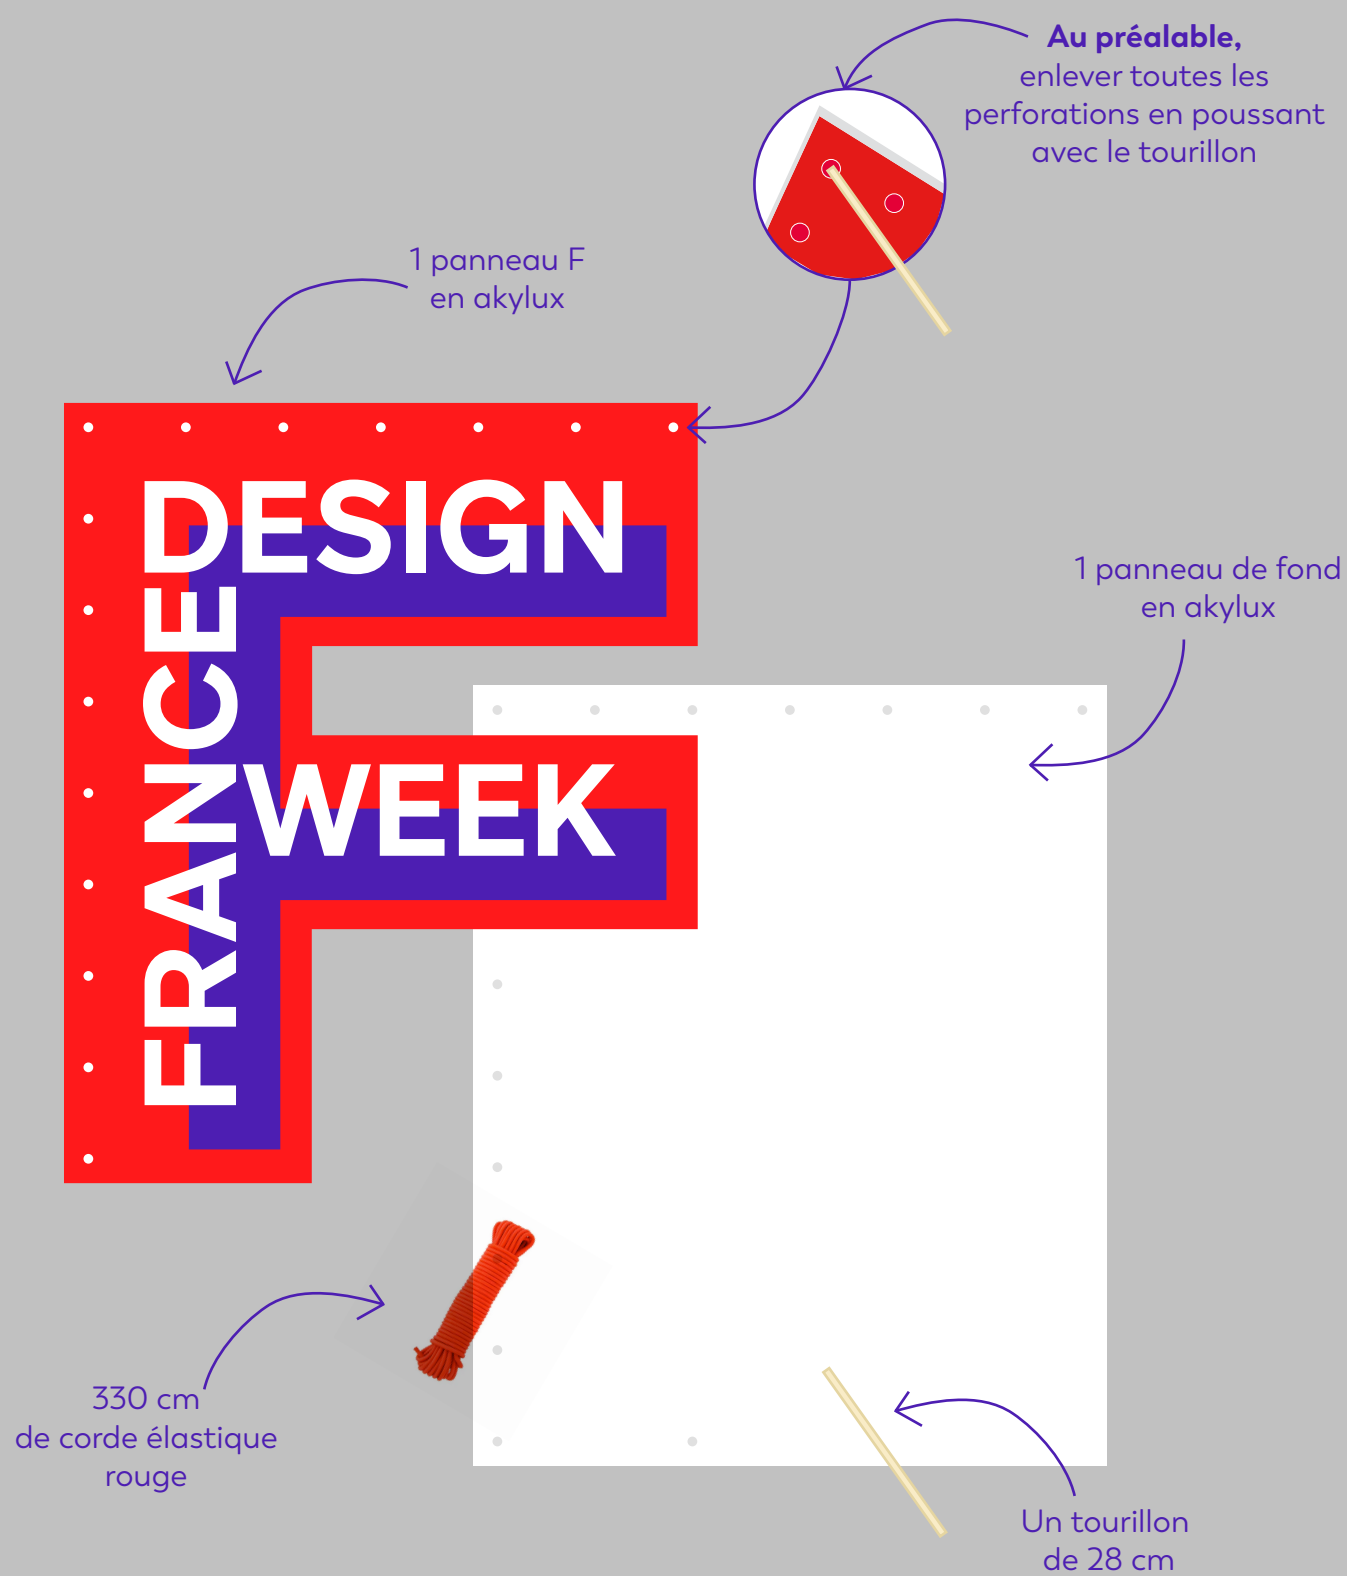 Au préalable,
enlever toutes les
perforations en poussant
avec le tourillon
1 panneau F
en akylux
DESIGN
FRANCE
WEEK
1 panneau de fond
en akylux
330 cm
de corde élastique
rouge
Un tourillon
de 28 cm